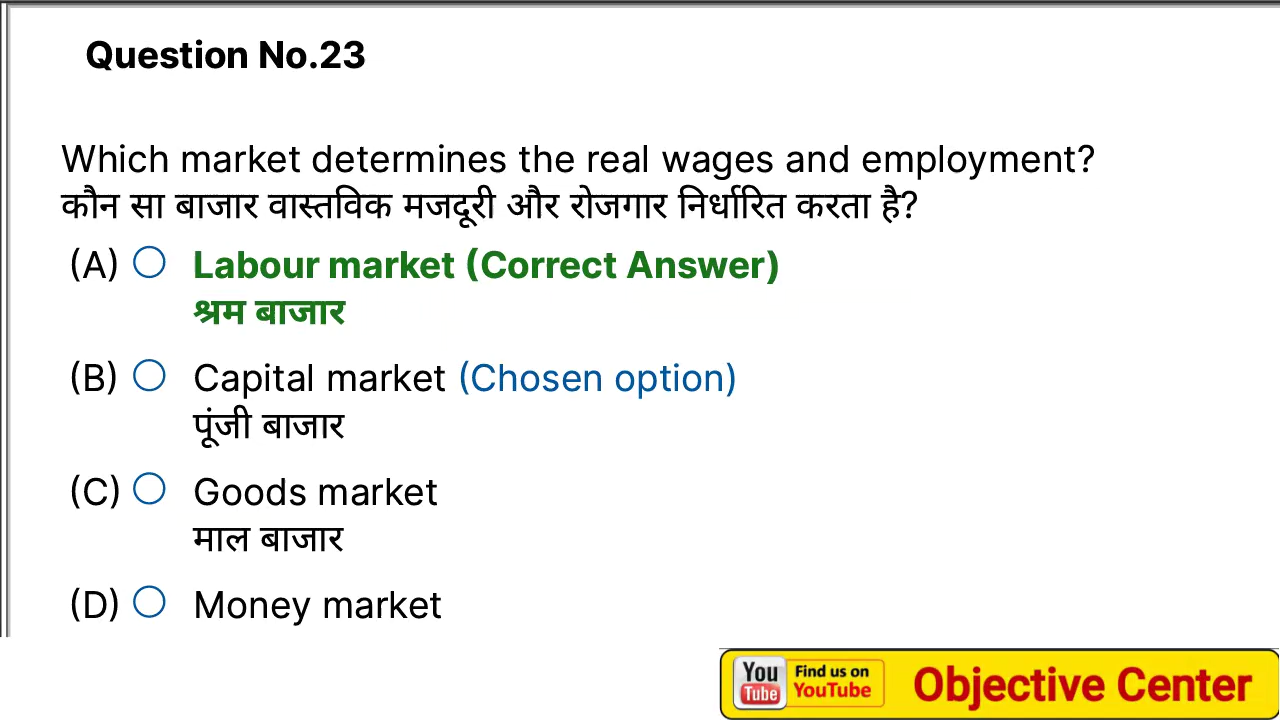 Question No.23
Which market determines the real wages and employment?
कौन सा बाजार वास्तविक मजदूरी और रोजगार निर्धारित करता है?
(A) Labour market (Correct Answer)
श्रम बाजार
(B) Capital market (Chosen option)
पूंजी बाजार
(C) Goods market
माल बाजार
(D) Money market
You
Tube
Find us on
YouTube
Objective Center